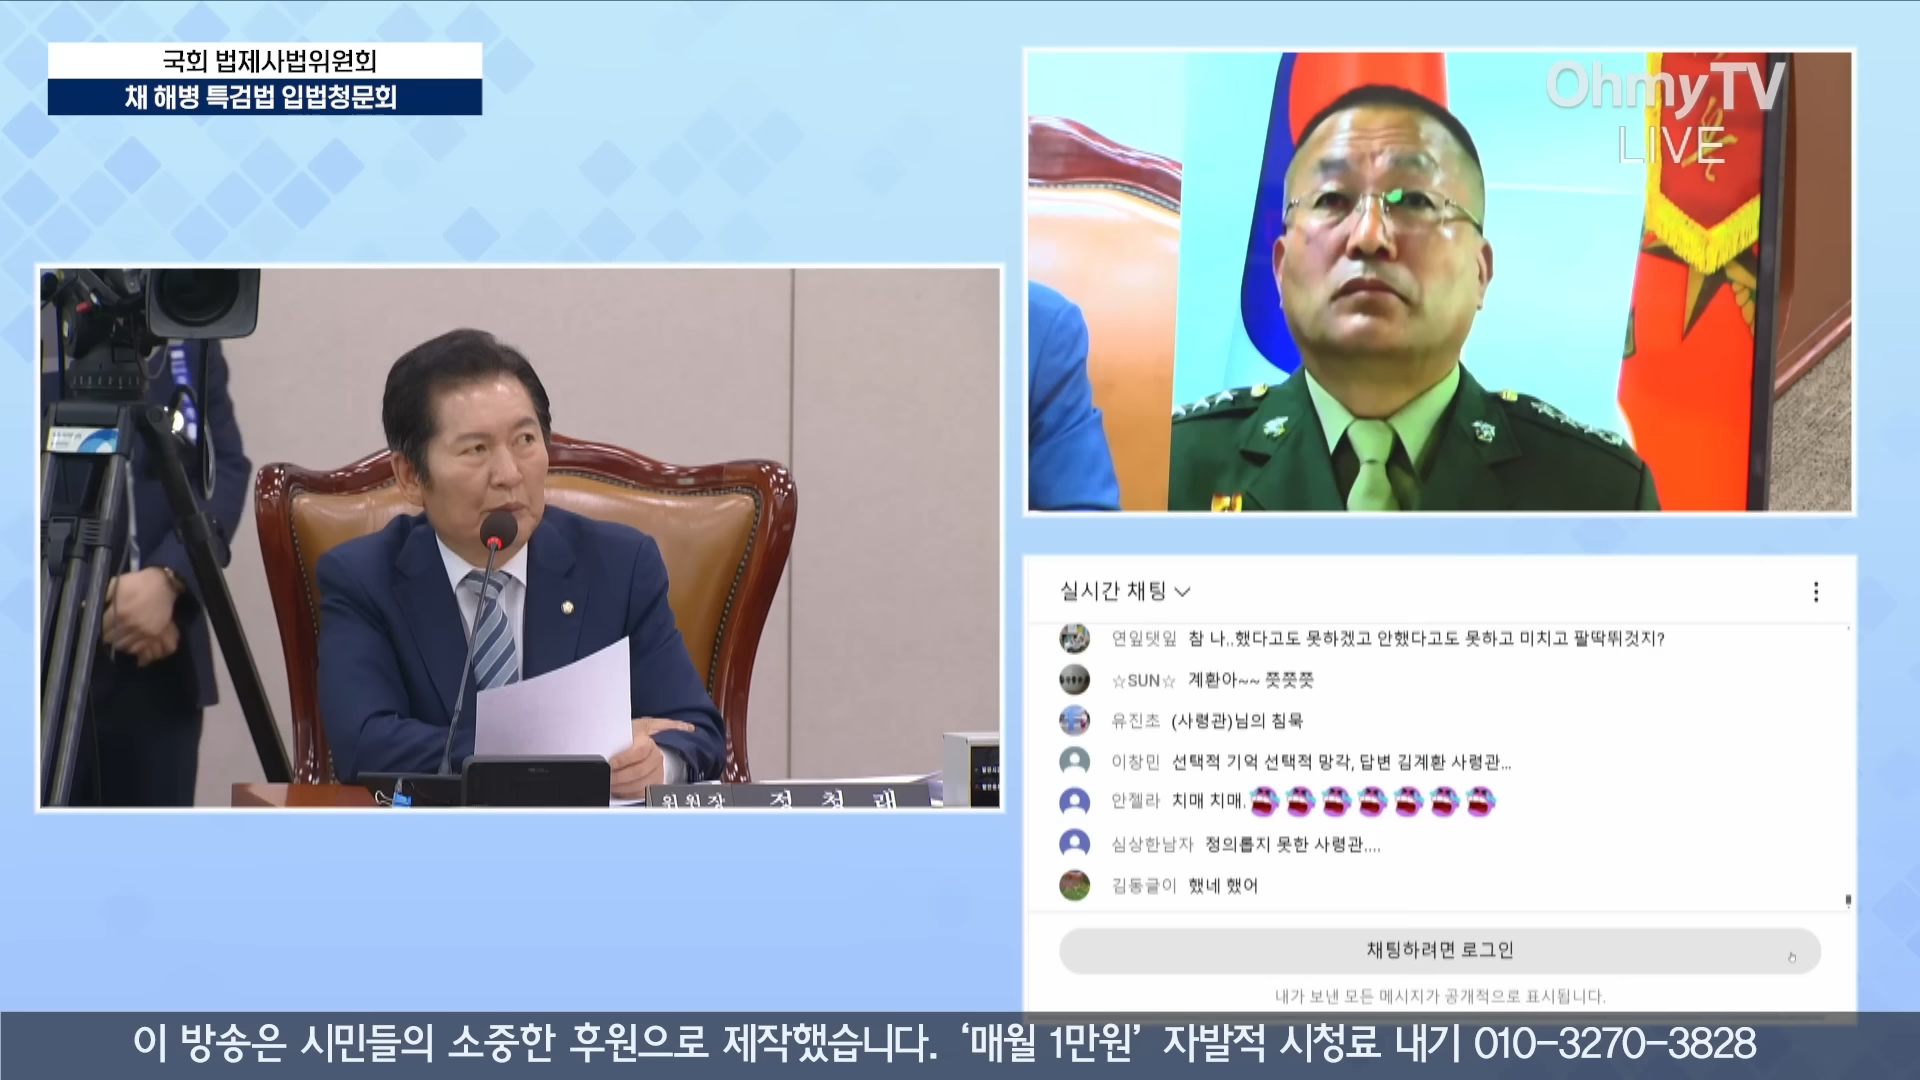 국회 법제사법위원회
채 해병 특검법 입법청문회
OhmyTV
LIVE
위원장 정청래
실시간 채팅
연잎댓잎 참 나..했다고도 못하겠고 안했다고도 못하고 미치고 팔딱뛰것지?
☆SUN☆ 계환아~~ 쯧쯧쯧
유진초 (사령관)님의 침묵
이창민 선택적 기억 선택적 망각, 답변 김계환 사령관...
안젤라 치매 치매.
심상한남자 정의롭지 못한 사령관....
김동글이 했네 했어
채팅하려면 로그인
내가 보낸 모든 메시지가 공개적으로 표시됩니다.
이 방송은 시민들의 소중한 후원으로 제작했습니다. ‘매월 1만원’ 자발적 시청료 내기 010-3270-3828